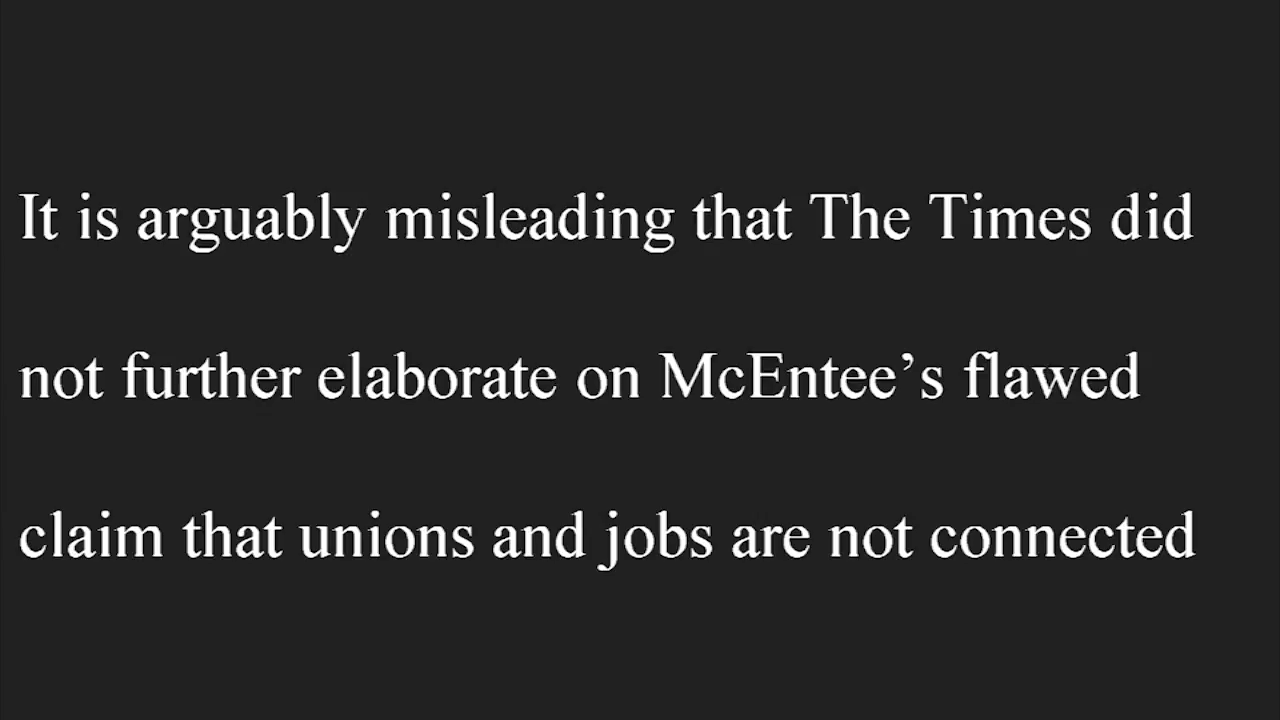 It is arguably misleading that The Times did
not further elaborate on McEntee’s flawed
claim that unions and jobs are not connected